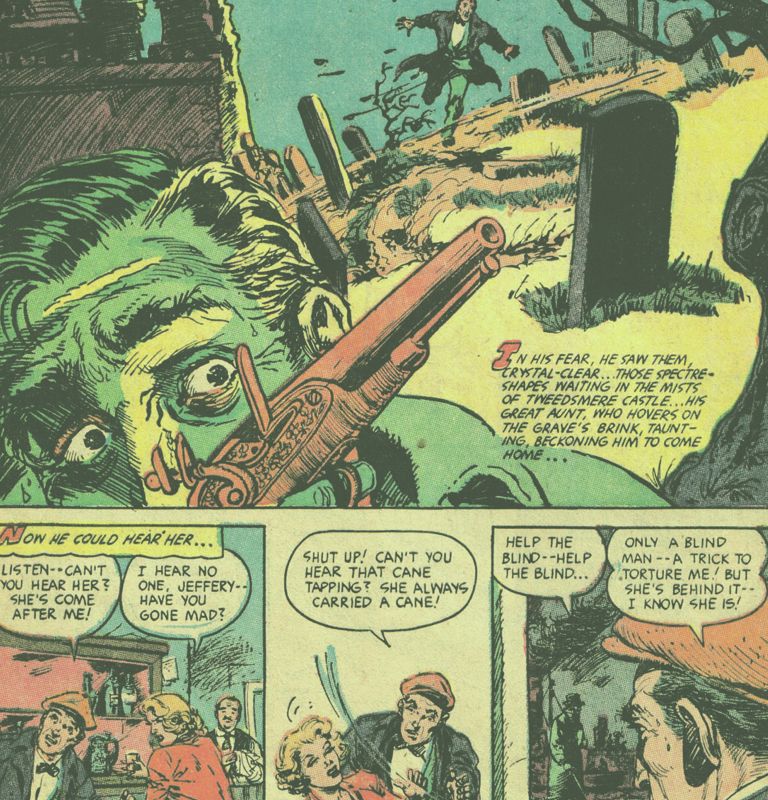 IN HIS FEAR, HE SAW THEM,
CRYSTAL-CLEAR...THOSE SPECTRE-
SHAPES WAITING IN THE MISTS
OF TWEEDSMERE CASTLE...HIS
GREAT AUNT, WHO HOVERS ON
THE GRAVE'S BRINK, TAUNT-
ING, BECKONING HIM TO COME
HOME...
NOW HE COULD HEAR HER...
LISTEN--CAN'T
YOU HEAR HER?
SHE'S COME
AFTER ME!
I HEAR NO
ONE, JEFFERY--
HAVE YOU
GONE MAD?
SHUT UP! CAN'T YOU
HEAR THAT CANE
TAPPING? SHE ALWAYS
CARRIED A CANE!
HELP THE
BLIND--HELP
THE BLIND...
ONLY A BLIND
MAN--A TRICK TO
TORTURE ME! BUT
SHE'S BEHIND IT--
I KNOW SHE IS!